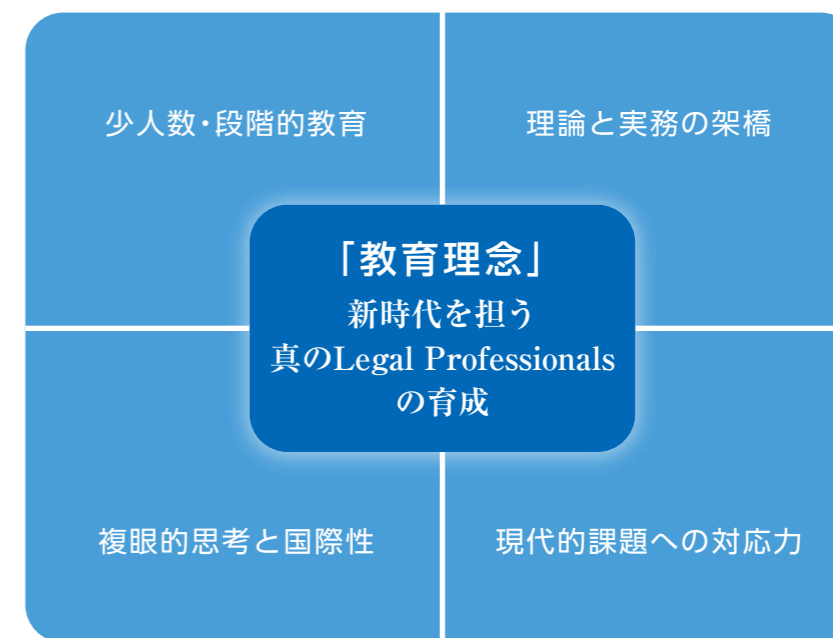 少人数・段階的教育
理論と実務の架橋
「教育理念」
新時代を担う
真のLegal Professionals
の育成
複眼的思考と国際性
現代的課題への対応力